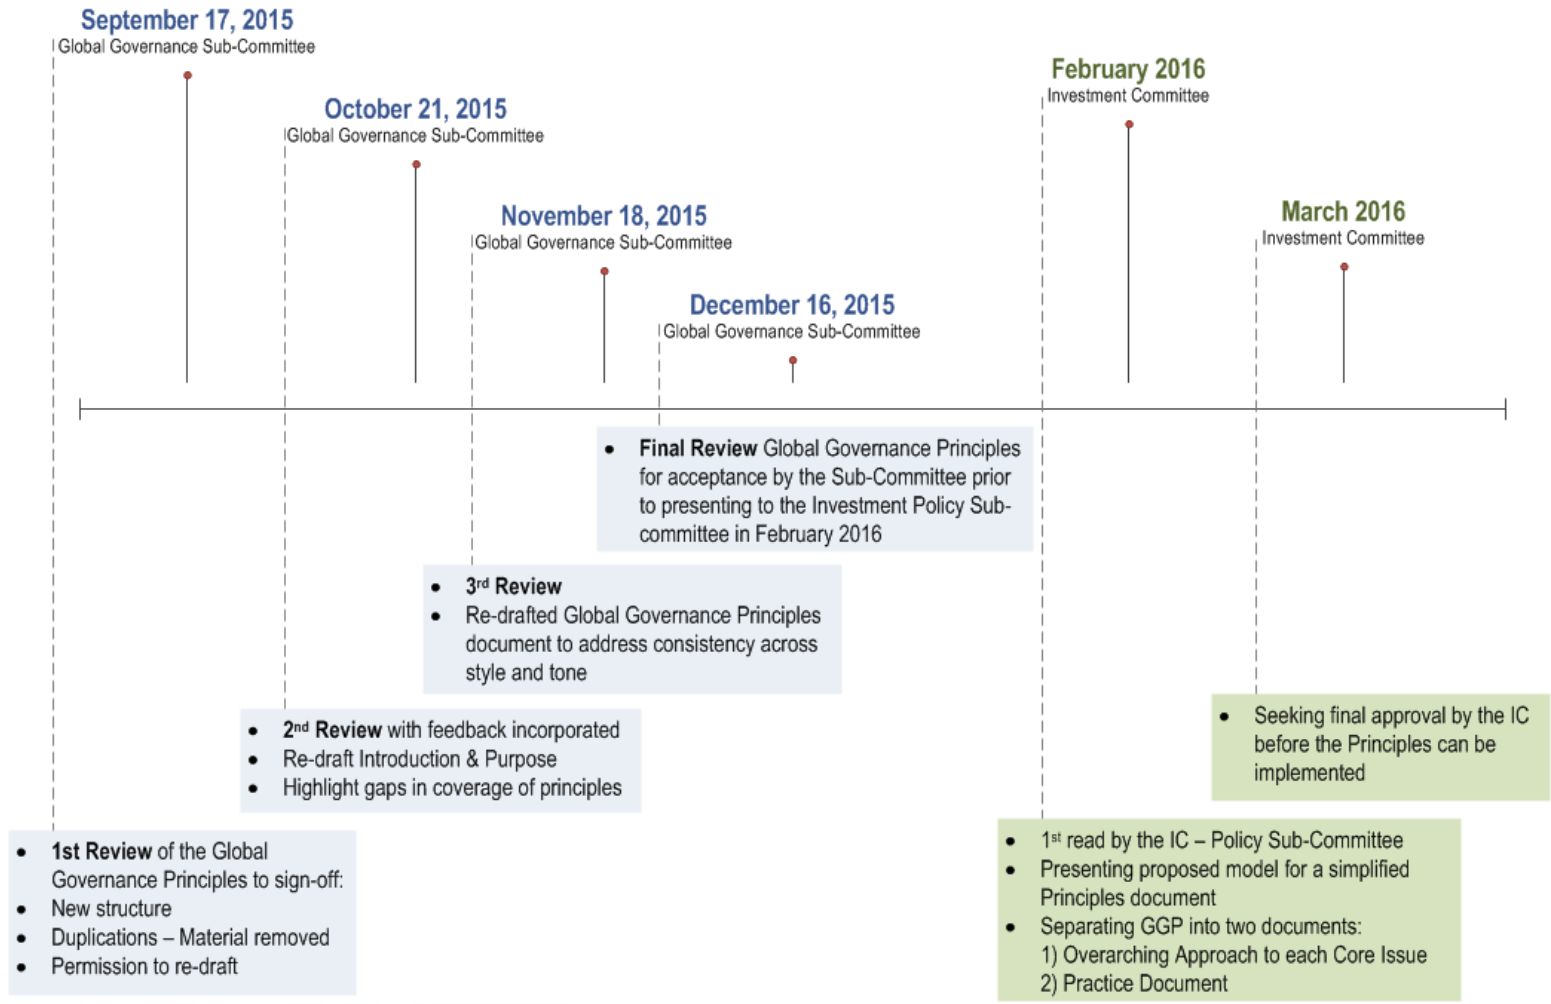 September 17, 2015
Global Governance Sub-Committee
October 21, 2015
Global Governance Sub-Committee
November 18, 2015
Global Governance Sub-Committee
December 16, 2015
Global Governance Sub-Committee
February 2016
Investment Committee
March 2016
Investment Committee
• Final Review Global Governance Principles
for acceptance by the Sub-Committee prior
to presenting to the Investment Policy Sub-
committee in February 2016
• 3rd Review
• Re-drafted Global Governance Principles
document to address consistency across
style and tone
• 2nd Review with feedback incorporated
• Re-draft Introduction & Purpose
• Highlight gaps in coverage of principles
• 1st Review of the Global
Governance Principles to sign-off:
• New structure
• Duplications – Material removed
• Permission to re-draft
• Seeking final approval by the IC
before the Principles can be
implemented
• 1st read by the IC – Policy Sub-Committee
• Presenting proposed model for a simplified
Principles document
• Separating GGP into two documents:
1) Overarching Approach to each Core Issue
2) Practice Document